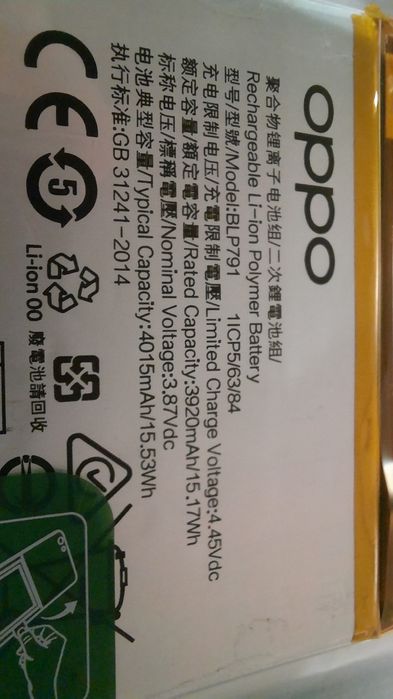 oppo
聚合物锂离子电池组/二次鋰電池組/
Rechargeable Li-ion Polymer Battery
型号/型號/Model:BLP791 1ICP5/63/84
充电限制电压/充電限制電壓/Limited Charge Voltage:4.45Vdc
额定容量/額定電容量/Rated Capacity:3920mAh/15.17Wh
标称电压/標稱電壓/Nominal Voltage:3.87Vdc
电池典型容量/Typical Capacity:4015mAh/15.53Wh
执行标准:GB 31241-2014
CE
5
Li-ion 00 廢電池請回收